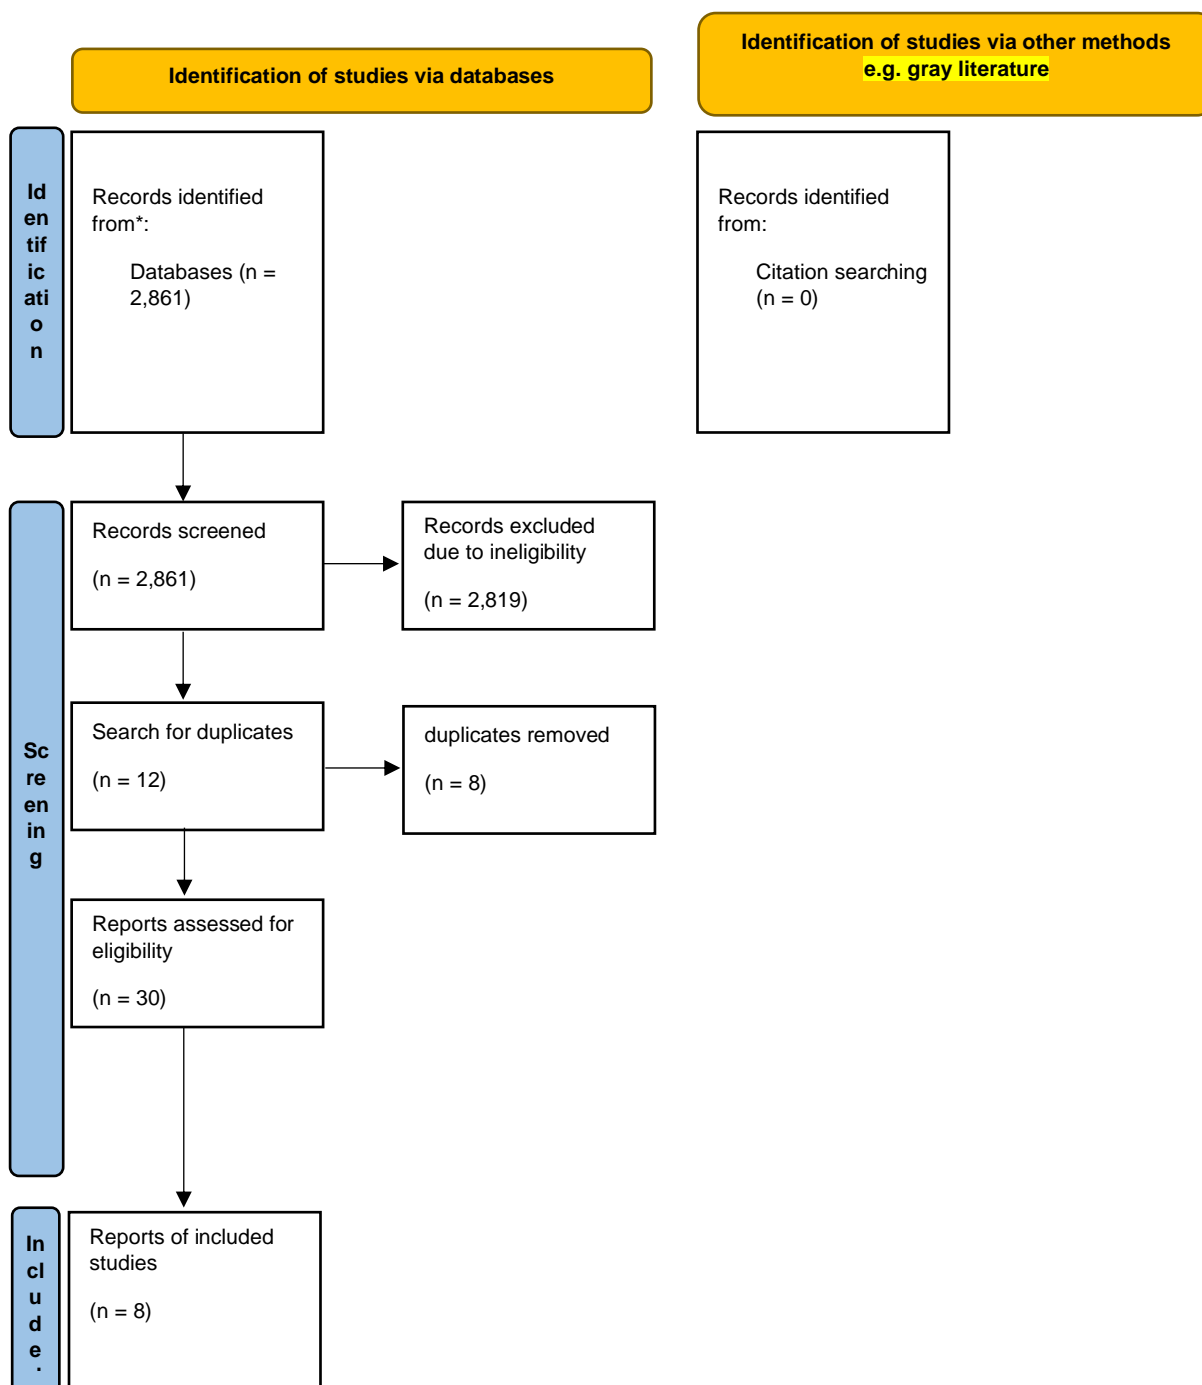 Identification of studies via databases
Identification of studies via other methods
e.g. gray literature
Id
en
tif
ic
ati
o
n
Records identified
from*:
Databases (n =
2,861)
Records identified
from:
Citation searching
(n = 0)
Sc
re
en
in
g
Records screened
(n = 2,861)
Records excluded
due to ineligibility
(n = 2,819)
Search for duplicates
(n = 12)
duplicates removed
(n = 8)
Reports assessed for
eligibility
(n = 30)
In
cl
u
d
e
Reports of included
studies
(n = 8)